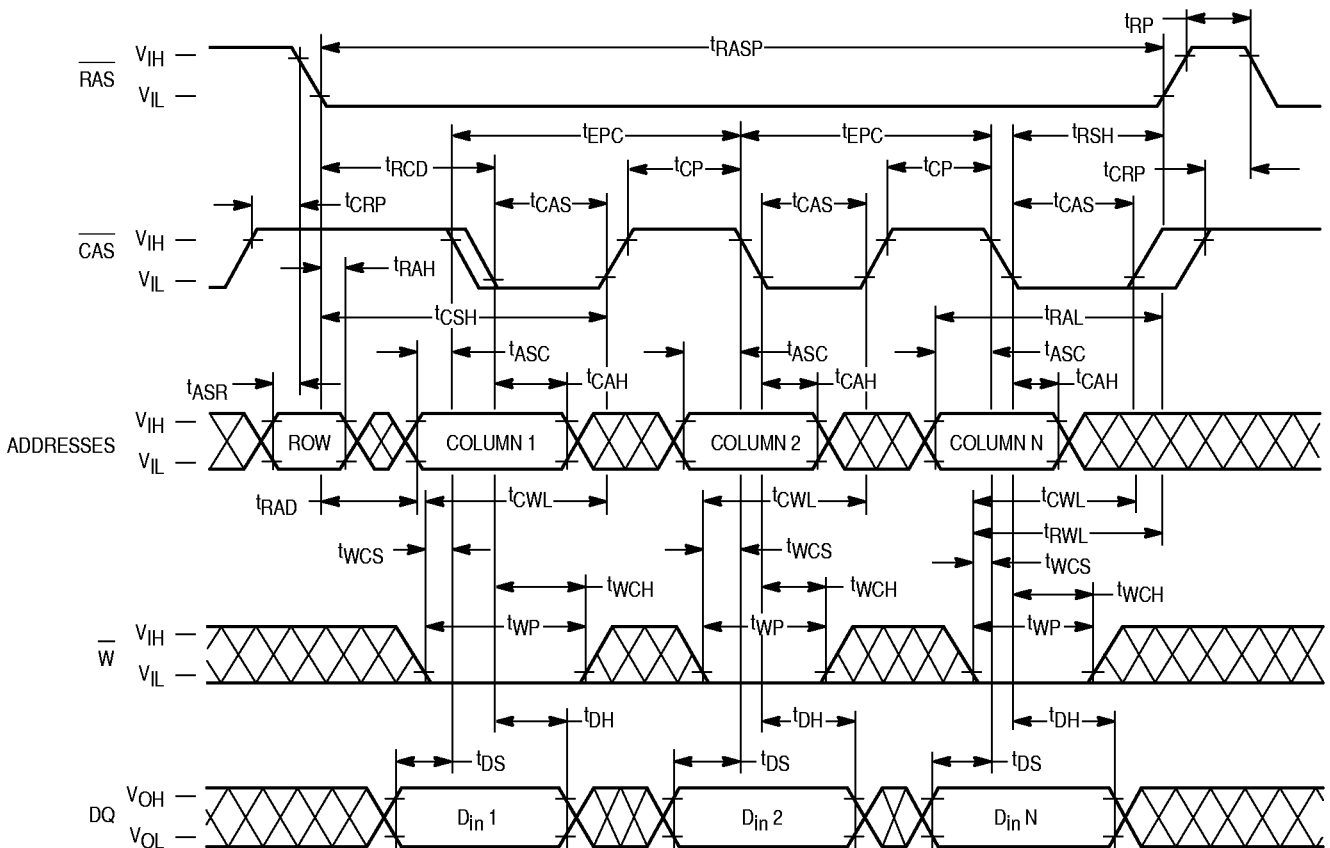 tRP
VIH
tRASP
RAS
VIL
tEPC tEPC tRSH
tRCD tCP tCP tCRP
tCRP tCAS tCAS tCAS
VIH
CAS
tRAH
VIL
tCSH tRAL
tASC tASC tASC
tASR tCAH tCAH tCAH
VIH
ADDRESSES ROW COLUMN 1 COLUMN 2 COLUMN N
VIL
tRAD tCWL tCWL tCWL
tRWL
tWCS tWCS tWCS
tWCH tWCH tWCH
VIH tWP tWP tWP
W
VIL
tDH tDH tDH
tDS tDS tDS
VOH
DQ Din 1 Din 2 Din N
VOL